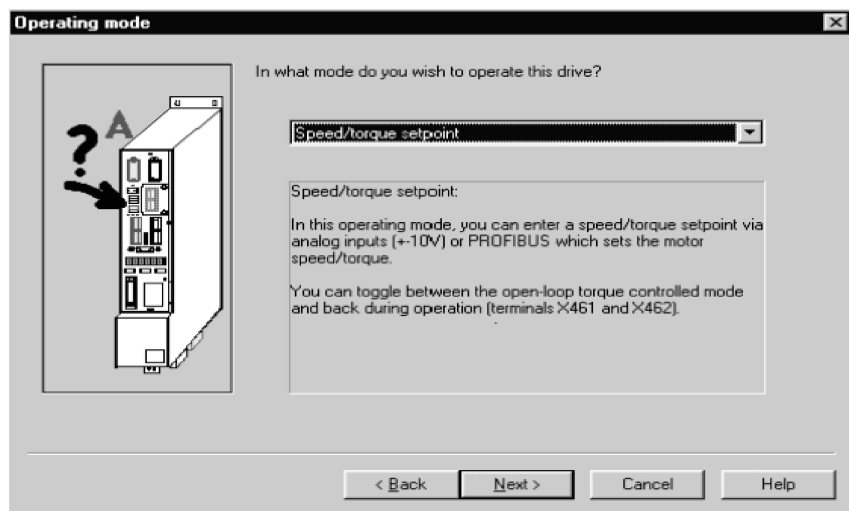 Operating mode
In what mode do you wish to operate this drive?
? A
Speed/torque setpoint
Speed/torque setpoint:
In this operating mode, you can enter a speed/torque setpoint via
analog inputs (+-10V) or PROFIBUS which sets the motor
speed/torque.
You can toggle between the open-loop torque controlled mode
and back during operation (terminals X461 and X462).
< Back
Next >
Cancel
Help